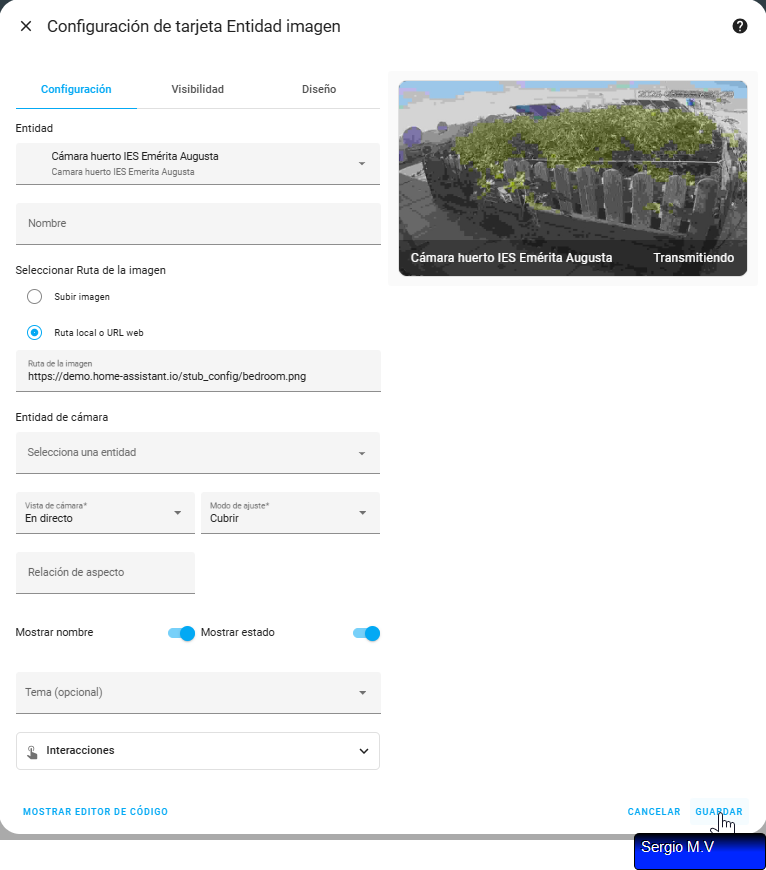 Configuración de tarjeta Entidad imagen
Configuración Visibilidad Diseño
Entidad
Cámara huerto IES Emérita Augusta
Camara huerto IES Emerita Augusta
Nombre
Seleccionar Ruta de la imagen
Subir imagen
Ruta local o URL web
Ruta de la imagen
https://demo.home-assistant.io/stub_config/bedroom.png
Entidad de cámara
Selecciona una entidad
Vista de cámara* Modo de ajuste*
En directo Cubrir
Relación de aspecto
Mostrar nombre Mostrar estado
Tema (opcional)
Interacciones
Cámara huerto IES Emérita Augusta Transmitiendo
MOSTRAR EDITOR DE CÓDIGO CANCELAR GUARDAR
Sergio M.V